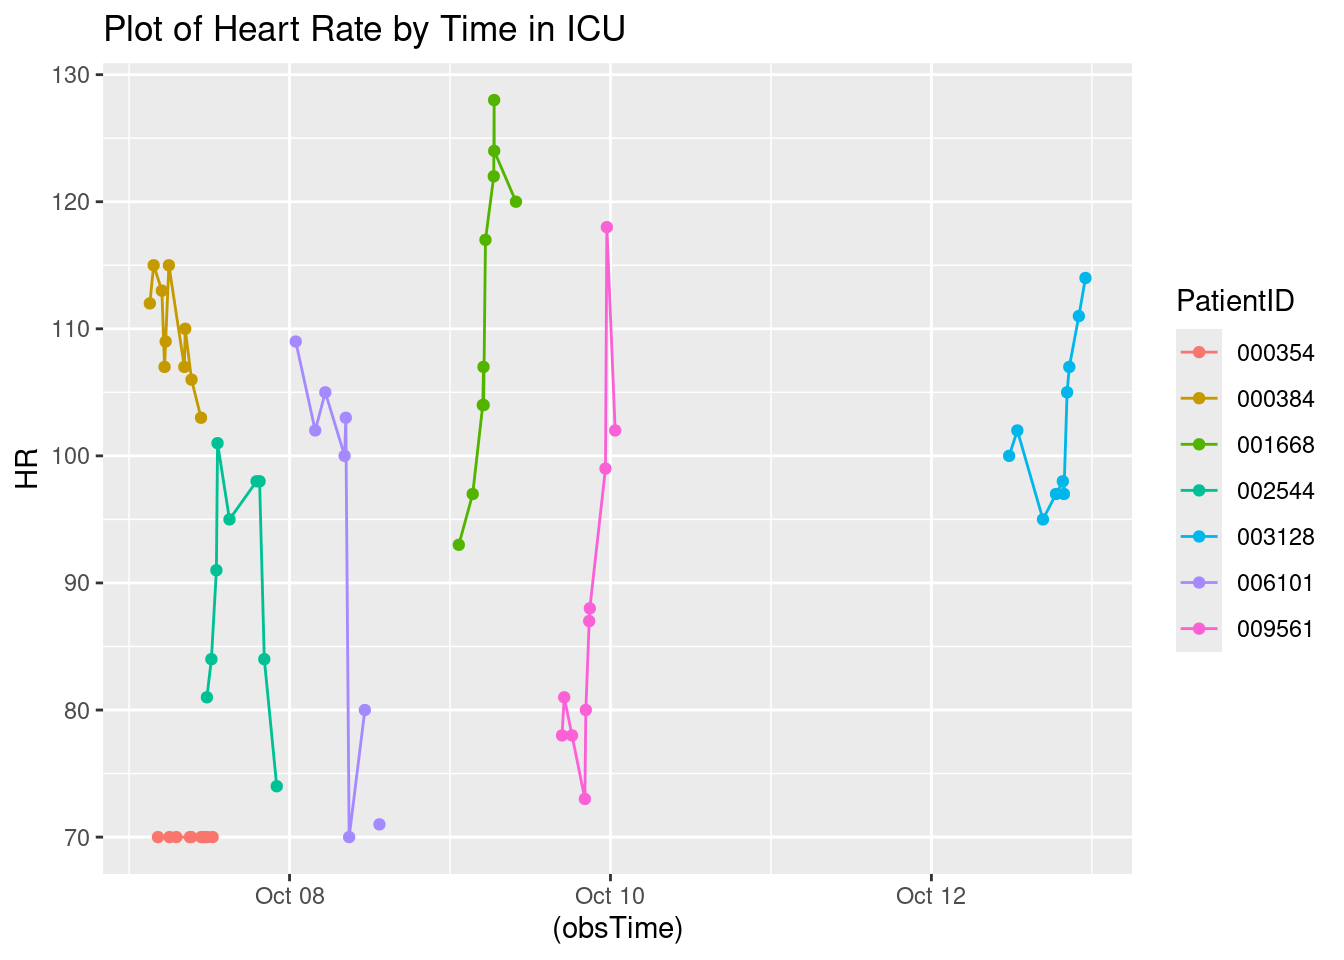 Plot of Heart Rate by Time in ICU
130
120
110
100
90
80
70
HR
Oct 08
Oct 10
Oct 12
(obsTime)
PatientID
000354
000384
001668
002544
003128
006101
009561